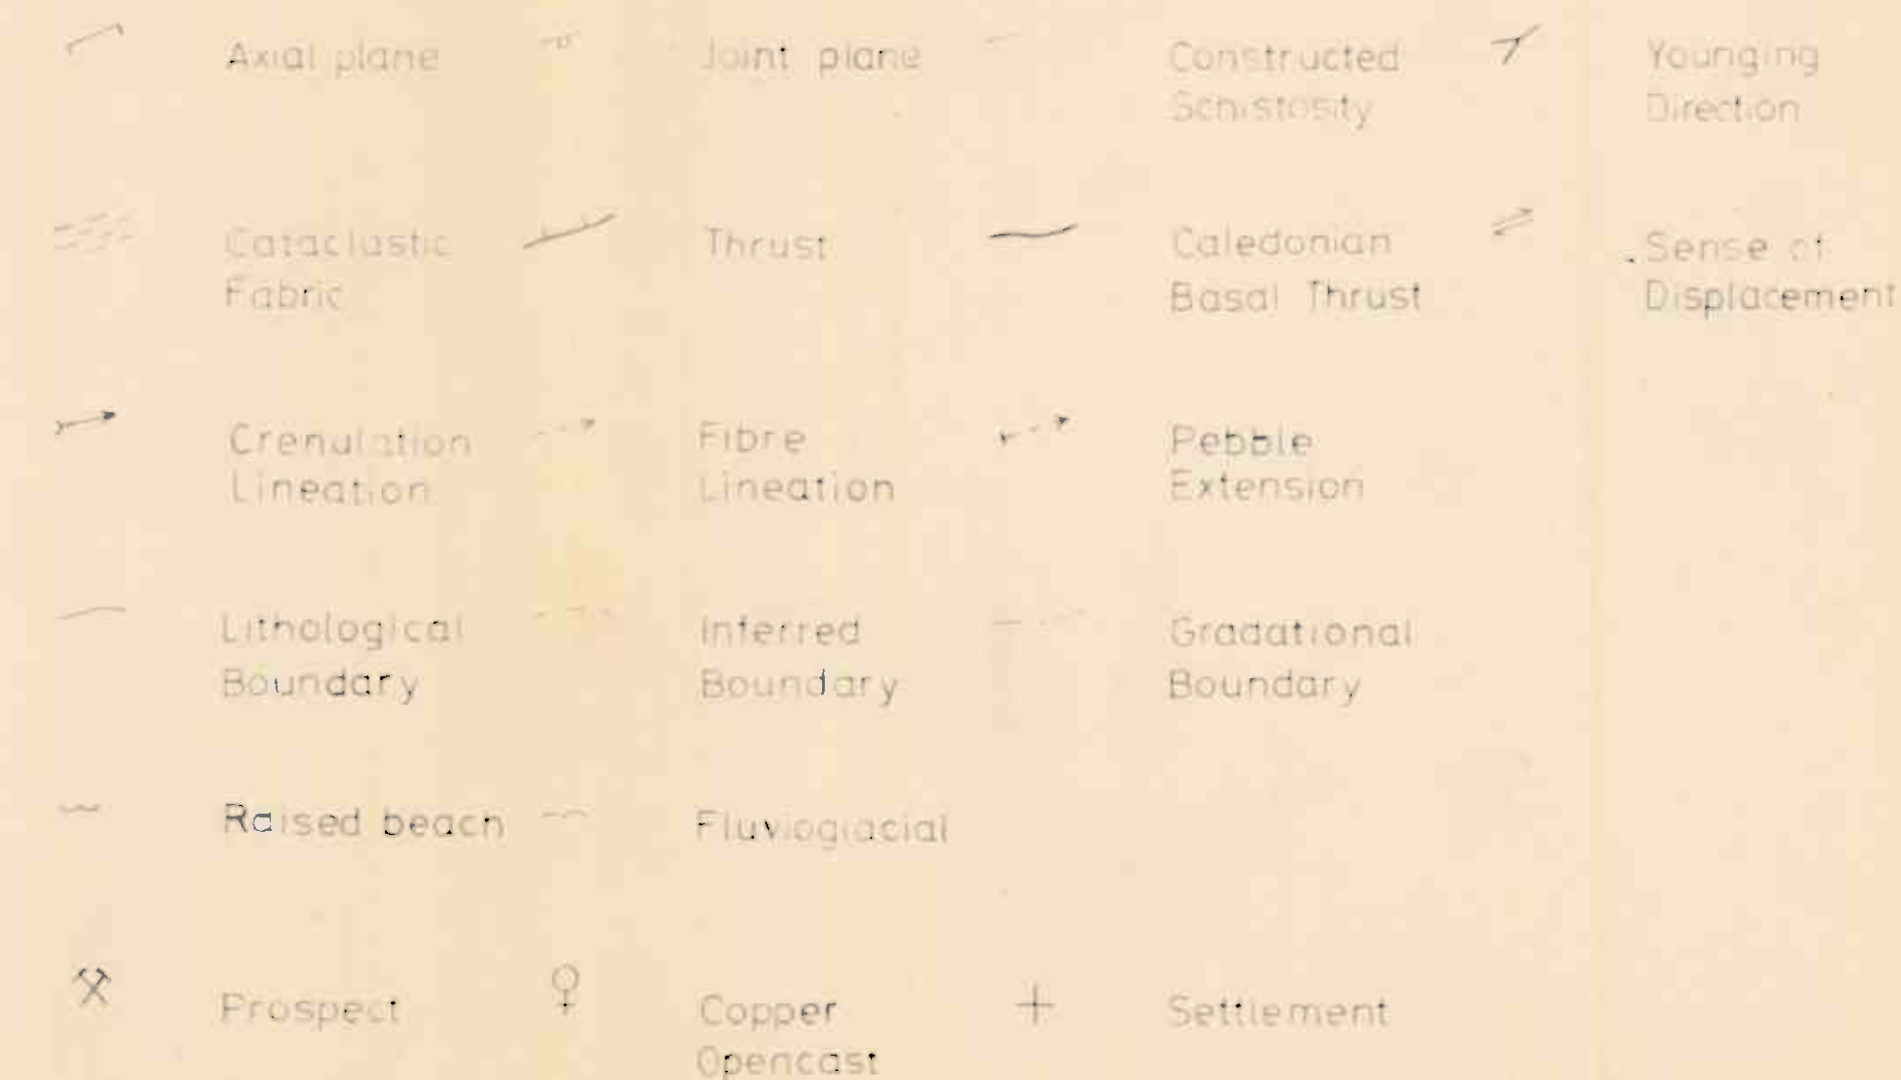 Axial plane
Joint plane
Constructed
Schistosity
Younging
Direction
Cataclastic
Fabric
Thrust
Caledonian
Basal Thrust
Sense of
Displacement
Crenulation
Lineation
Fibre
Lineation
Pebble
Extension
Lithological
Boundary
Inferred
Boundary
Gradational
Boundary
Raised beach
Fluvioglacial
Prospect
Copper
Opencast
Settlement